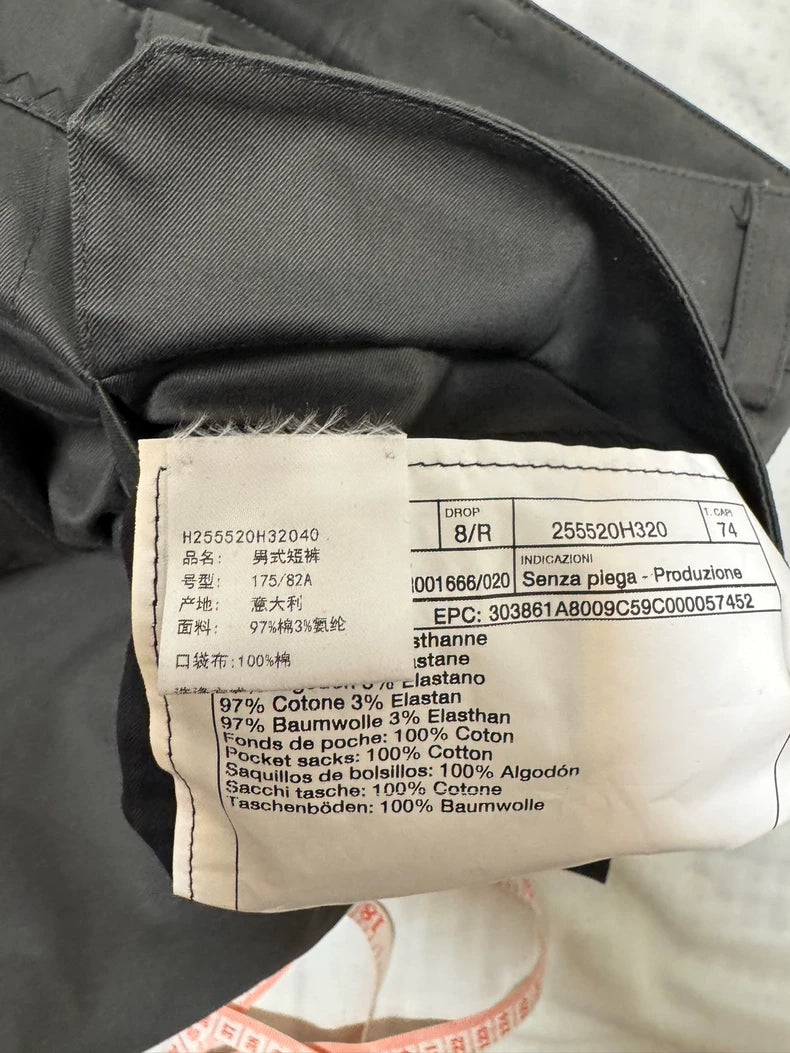 H255520H32040
品名: 男式短裤
号型: 175/82A
产地: 意大利
面料: 97%棉3%氨纶
口袋布:100%棉
DROP
8/R
255520H320
T. CAPI
74
001666/020
INDICAZIONI
Senza piega - Produzione
EPC: 303861A8009C59C000057452
97% Cotone 3% Elastan
97% Baumwolle 3% Elasthan
Fonds de poche: 100% Coton
Pocket sacks: 100% Cotton
Saquillos de bolsillos: 100% Algodón
Sacchi tasche: 100% Cotone
Taschenböden: 100% Baumwolle
18